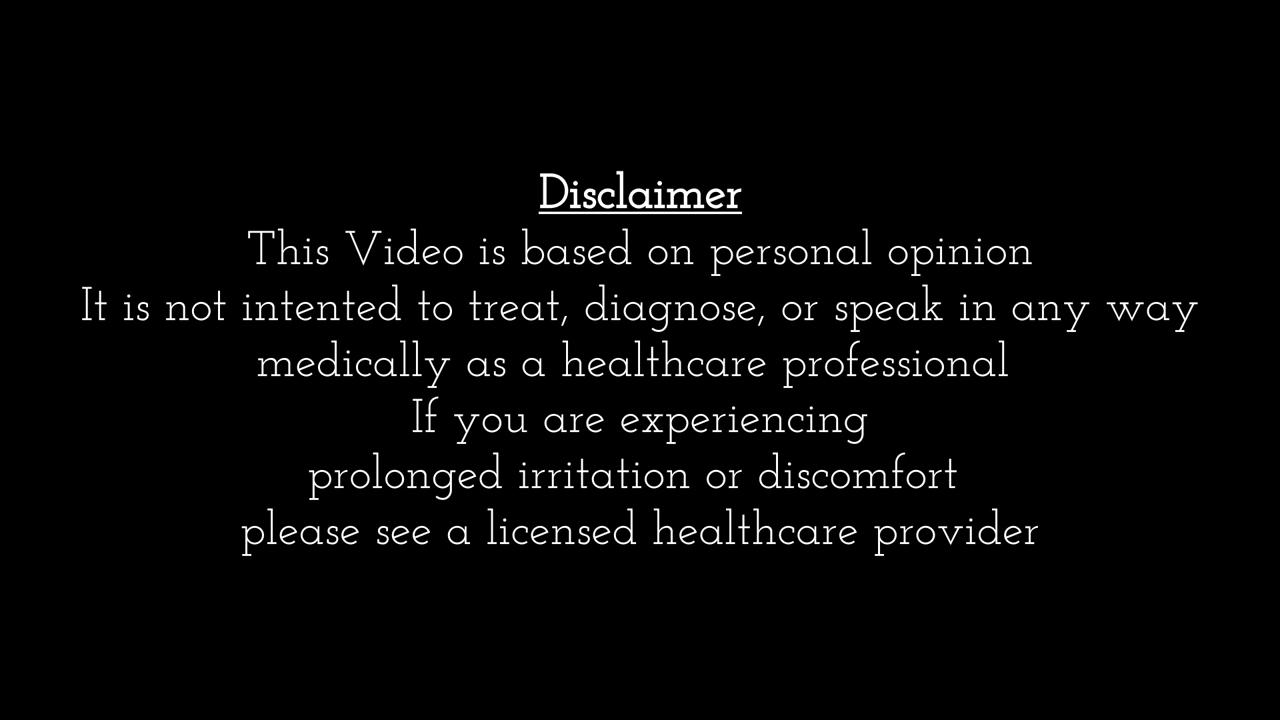 Disclaimer
This Video is based on personal opinion
It is not intented to treat, diagnose, or speak in any way
medically as a healthcare professional
If you are experiencing
prolonged irritation or discomfort
please see a licensed healthcare provider